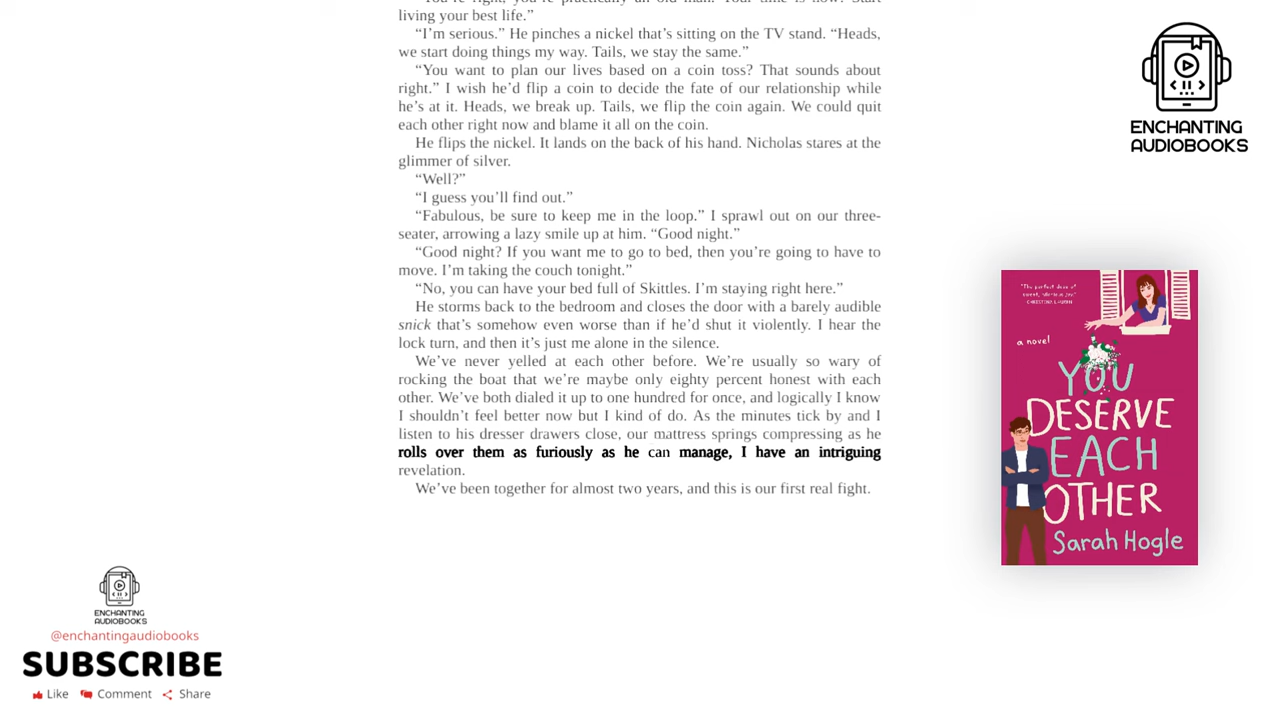 "You're right, you're practically an old man. Your time is now! Start
living your best life."
"I'm serious." He pinches a nickel that's sitting on the TV stand. "Heads,
we start doing things my way. Tails, we stay the same."
"You want to plan our lives based on a coin toss? That sounds about
right." I wish he'd flip a coin to decide the fate of our relationship while
he's at it. Heads, we break up. Tails, we flip the coin again. We could quit
each other right now and blame it all on the coin.
He flips the nickel. It lands on the back of his hand. Nicholas stares at the
glimmer of silver.
"Well?"
"I guess you'll find out."
"Fabulous, be sure to keep me in the loop." I sprawl out on our three-
seater, arrowing a lazy smile up at him. "Good night."
"Good night? If you want me to go to bed, then you're going to have to
move. I'm taking the couch tonight."
"No, you can have your bed full of Skittles. I'm staying right here."
He storms back to the bedroom and closes the door with a barely audible
snick that's somehow even worse than if he'd shut it violently. I hear the
lock turn, and then it's just me alone in the silence.
We've never yelled at each other before. We're usually so wary of
rocking the boat that we're maybe only eighty percent honest with each
other. We've both dialed it up to one hundred for once, and logically I know
I shouldn't feel better now but I kind of do. As the minutes tick by and I
listen to his dresser drawers close, our mattress springs compressing as he
rolls over them as furiously as he can manage, I have an intriguing
revelation.
We've been together for almost two years, and this is our first real fight.
ENCHANTING
AUDIOBOOKS
a novel
YOU
DESERVE
EACH
OTHER
Sarah Hogle
ENCHANTING
AUDIOBOOKS
@enchantingaudiobooks
SUBSCRIBE
Like Comment Share